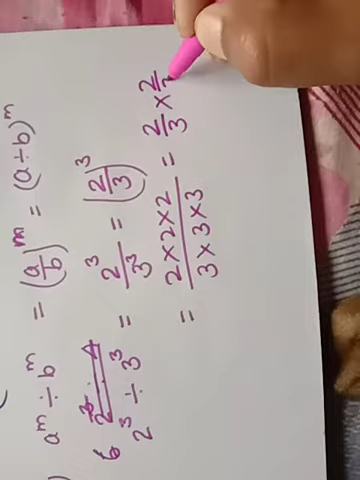 ) a^m ÷ b^m = (a/b)^m = (a÷b)^m
2^3 ÷ 3^3 = 2^3/3^3 = (2/3)^3
= 2×2×2/3×3×3 = 2/3 × 2/